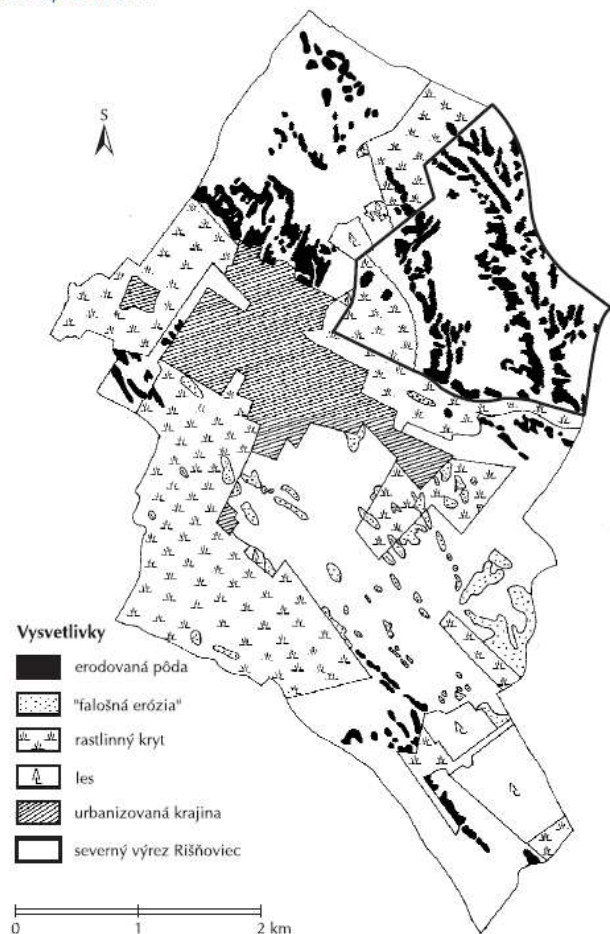 S
Vysvetlivky
erodovaná pôda
"falošná erózia"
rastlinný kryt
les
urbanizovaná krajina
severný výrez Rišňoviec
0 1 2 km